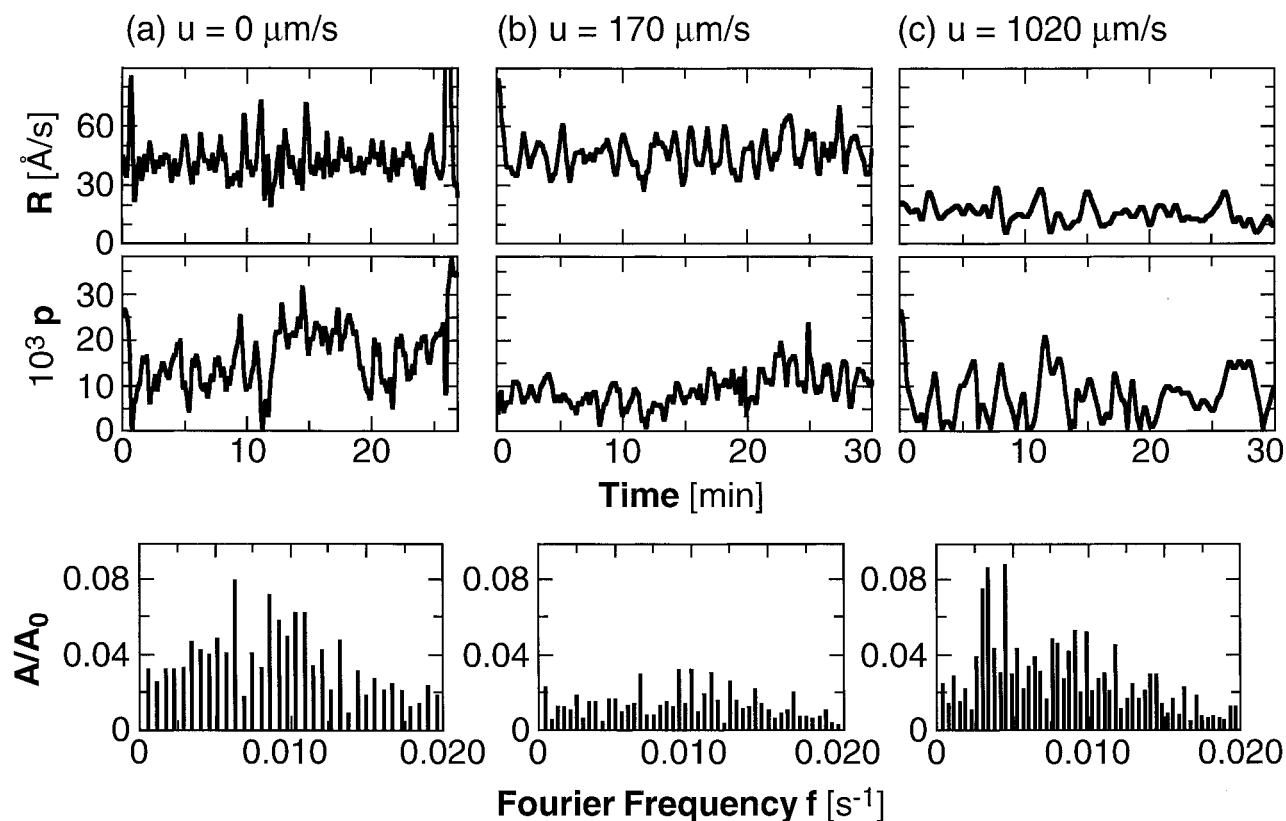 (a) u = 0 μm/s
(b) u = 170 μm/s
(c) u = 1020 μm/s
R [Å/s]
60
30
0
10³ p
30
20
10
0
0 10 20
0 10 20 30
0 10 20 30
Time [min]
A/A₀
0.08
0.04
0
0.08
0.04
0
0.08
0.04
0
0 0.010 0.020
0 0.010 0.020
0 0.010 0.020
Fourier Frequency f [s⁻¹]